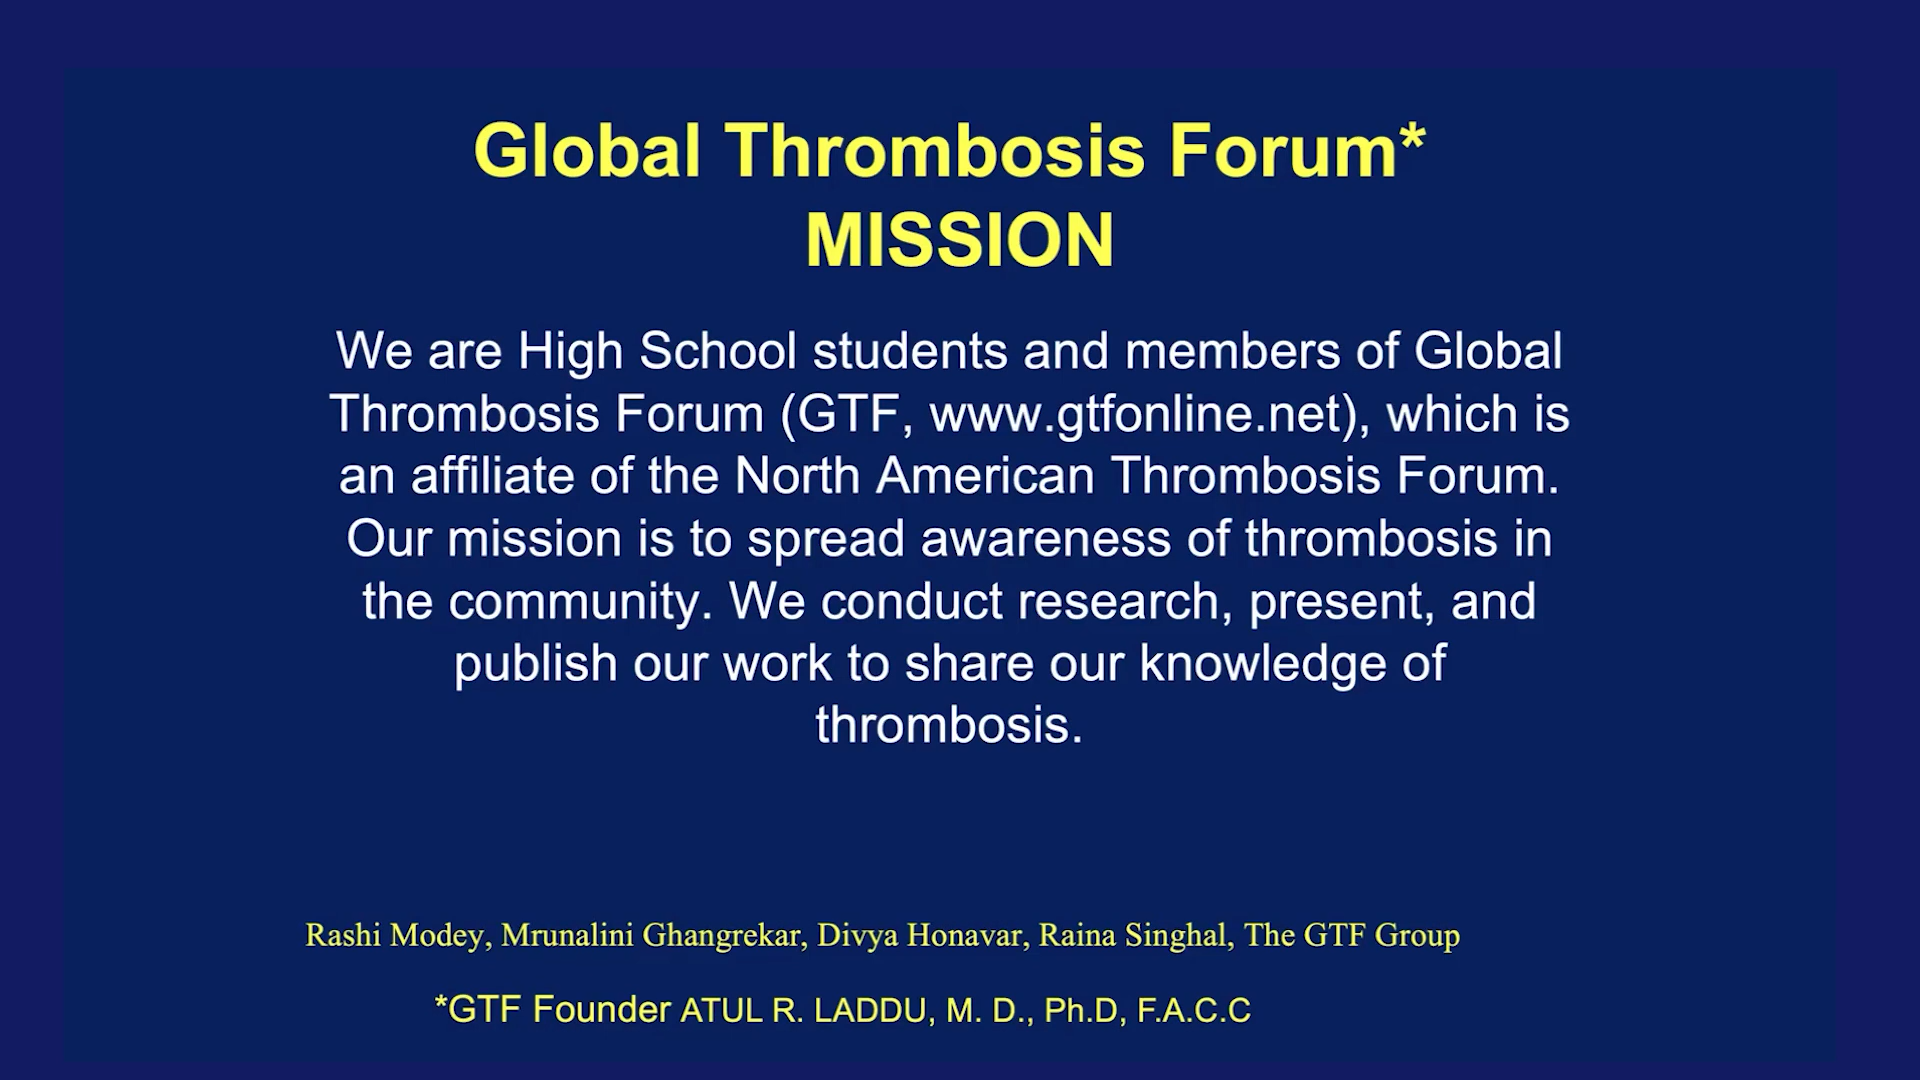 Global Thrombosis Forum*
MISSION
We are High School students and members of Global
Thrombosis Forum (GTF, www.gtfonline.net), which is
an affiliate of the North American Thrombosis Forum.
Our mission is to spread awareness of thrombosis in
the community. We conduct research, present, and
publish our work to share our knowledge of
thrombosis.
Rashi Modey, Mrunalini Ghangrekar, Divya Honavar, Raina Singhal, The GTF Group
*GTF Founder ATUL R. LADDU, M. D., Ph.D, F.A.C.C